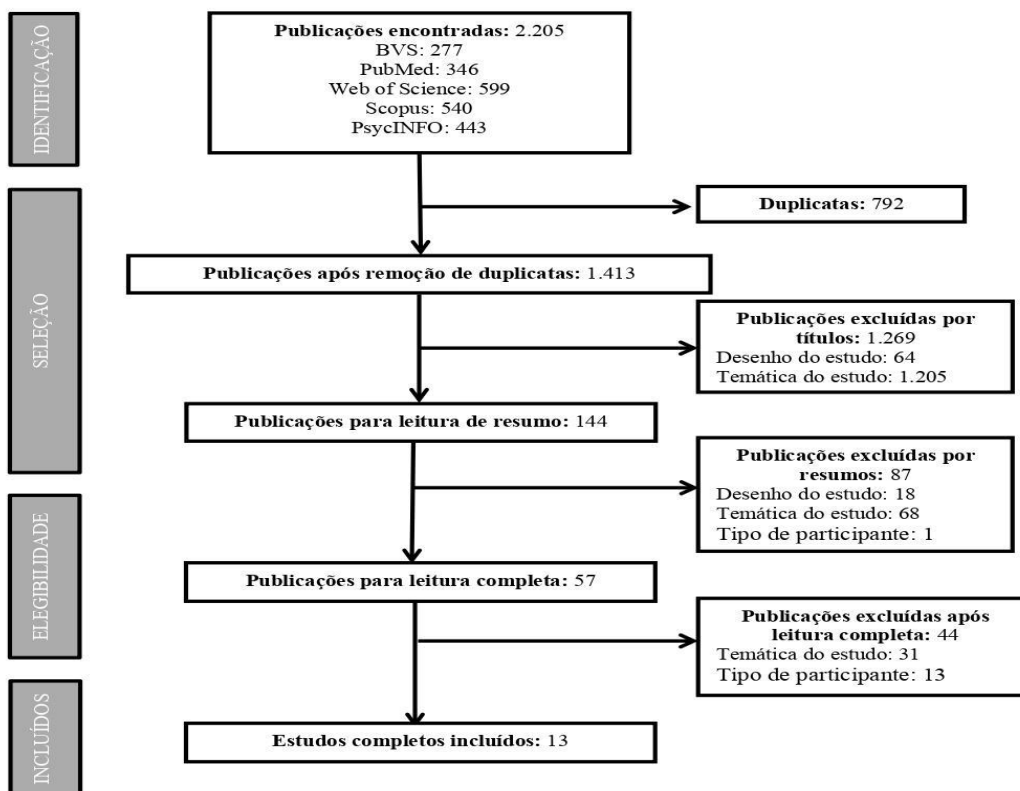 IDENTIFICAÇÃO
Publicações encontradas: 2.205
BVS: 277
PubMed: 346
Web of Science: 599
Scopus: 540
PsycINFO: 443
SELEÇÃO
Duplicatas: 792
Publicações após remoção de duplicatas: 1.413
Publicações excluídas por
títulos: 1.269
Desenho do estudo: 64
Temática do estudo: 1.205
Publicações para leitura de resumo: 144
Publicações excluídas por
resumos: 87
Desenho do estudo: 18
Temática do estudo: 68
Tipo de participante: 1
ELEGIBILIDADE
Publicações para leitura completa: 57
Publicações excluídas após
leitura completa: 44
Temática do estudo: 31
Tipo de participante: 13
INCLUÍDOS
Estudos completos incluídos: 13